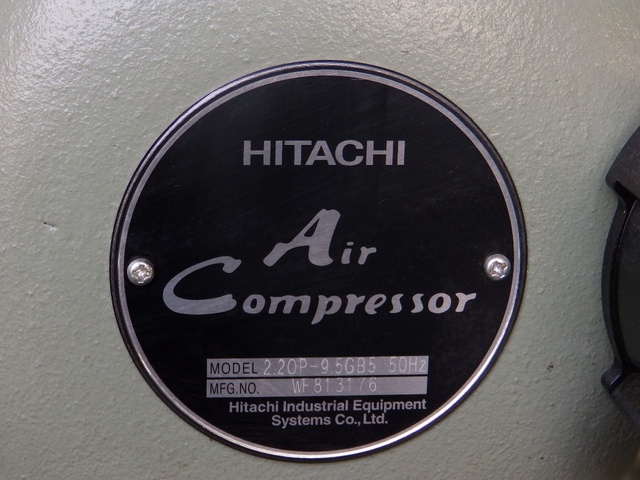 HITACHI
Air
Compressor
MODEL 2.2OP-9.5GB5 50Hz
MFG.NO. WF813176
Hitachi Industrial Equipment
Systems Co.,Ltd.